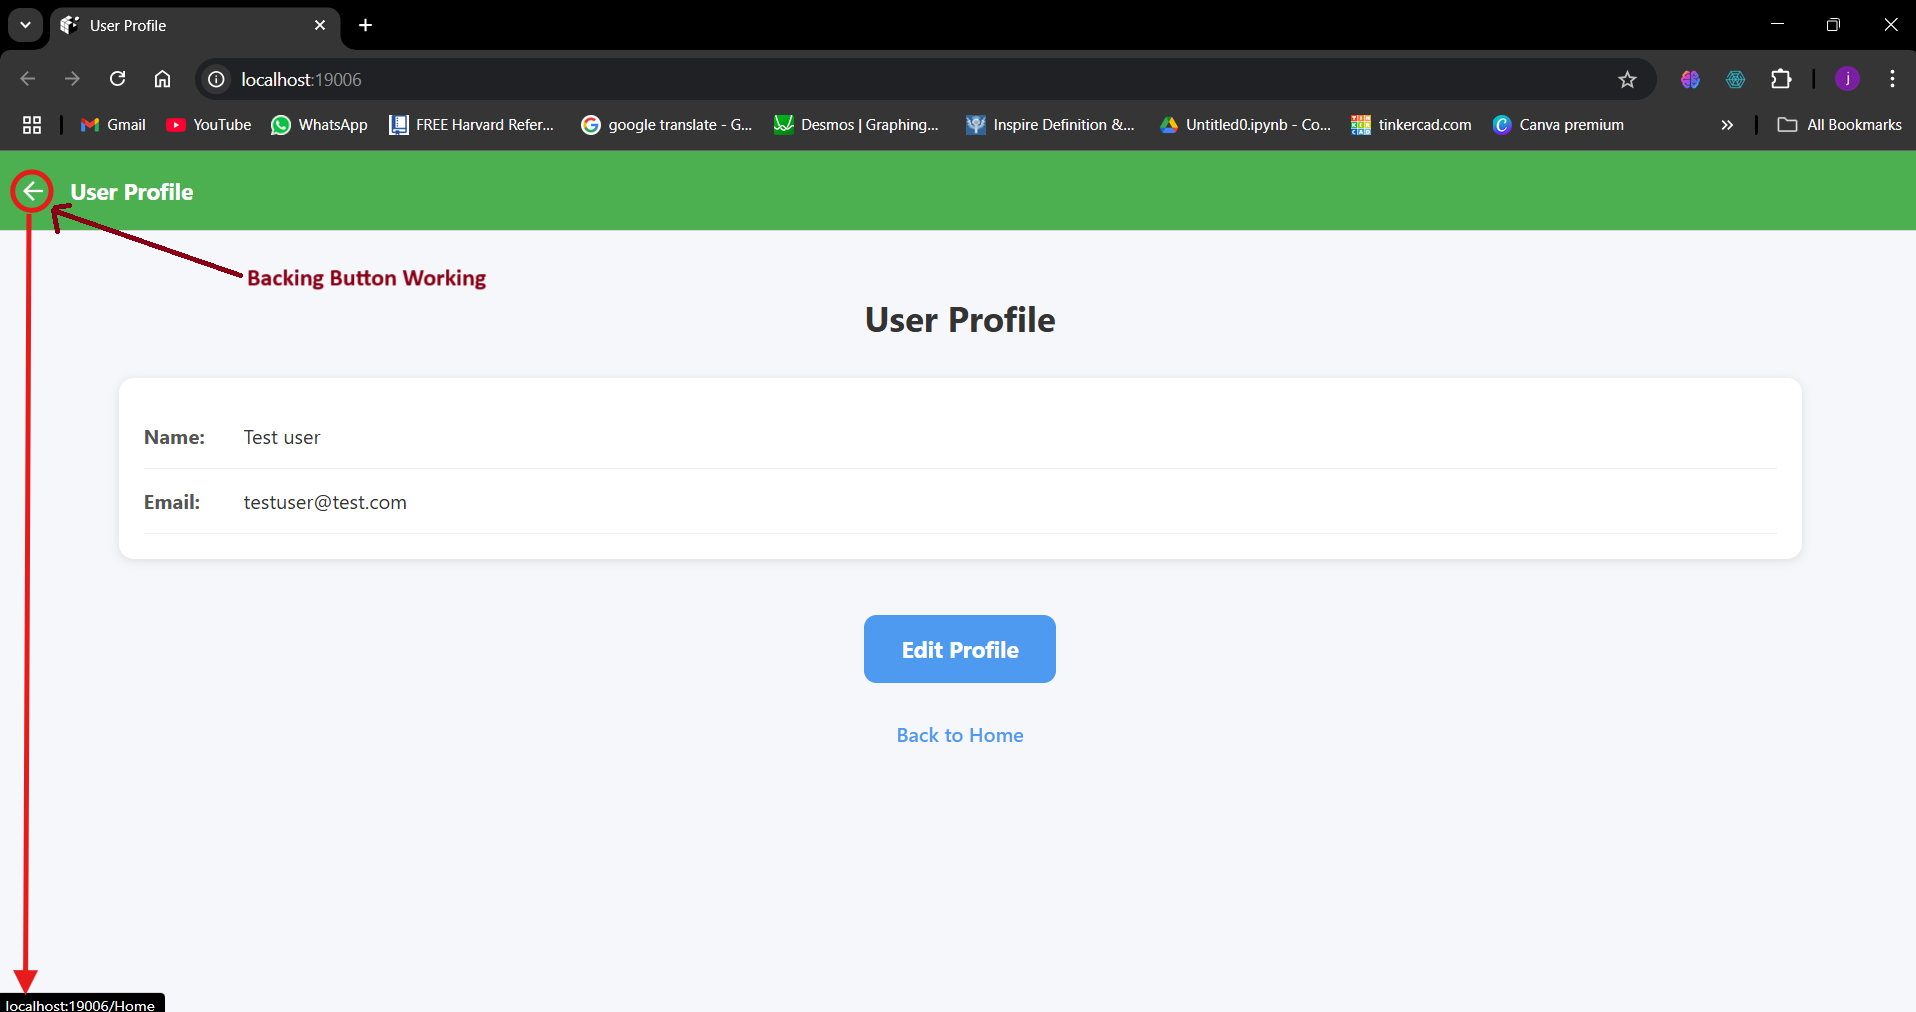 User Profile
localhost:19006
j
Gmail
YouTube
WhatsApp
FREE Harvard Refer...
google translate - G...
Desmos | Graphing...
Inspire Definition &...
Untitled0.ipynb - Co...
tinkercad.com
Canva premium
All Bookmarks
User Profile
Backing Button Working
User Profile
Name: Test user
Email: testuser@test.com
Edit Profile
Back to Home
localhost:19006/Home